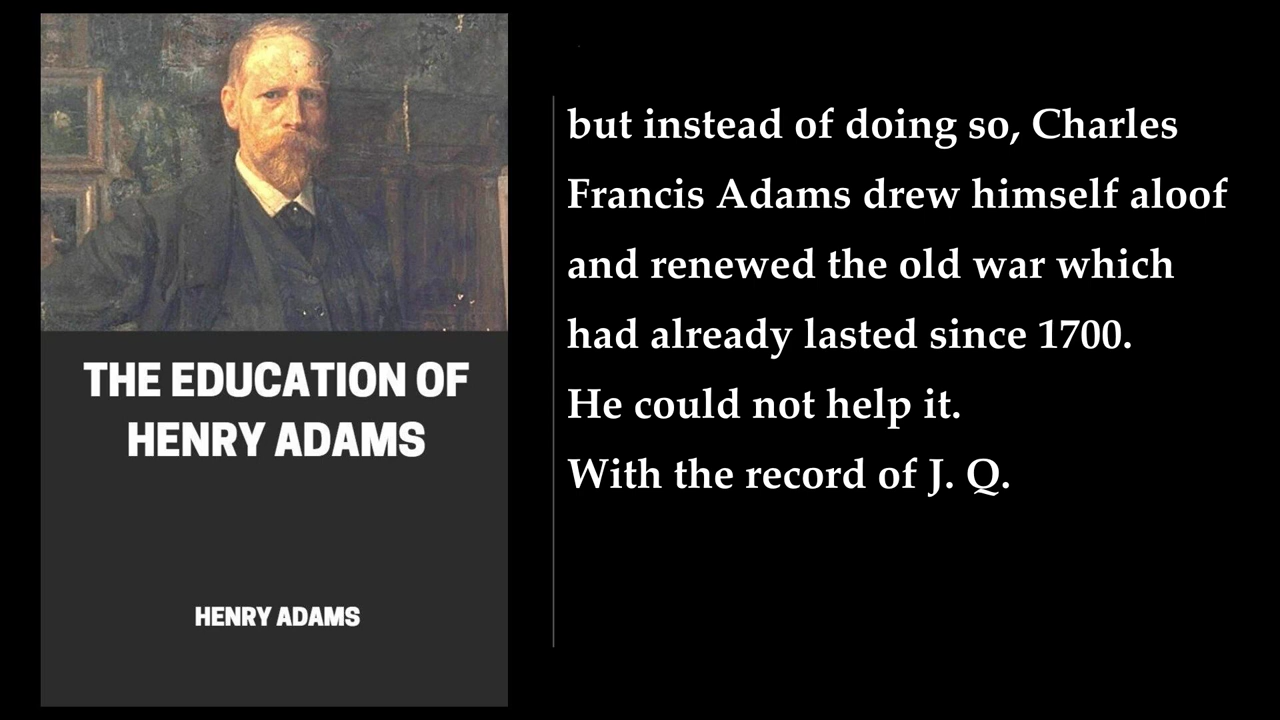 THE EDUCATION OF
HENRY ADAMS
HENRY ADAMS
but instead of doing so, Charles
Francis Adams drew himself aloof
and renewed the old war which
had already lasted since 1700.
He could not help it.
With the record of J. Q.